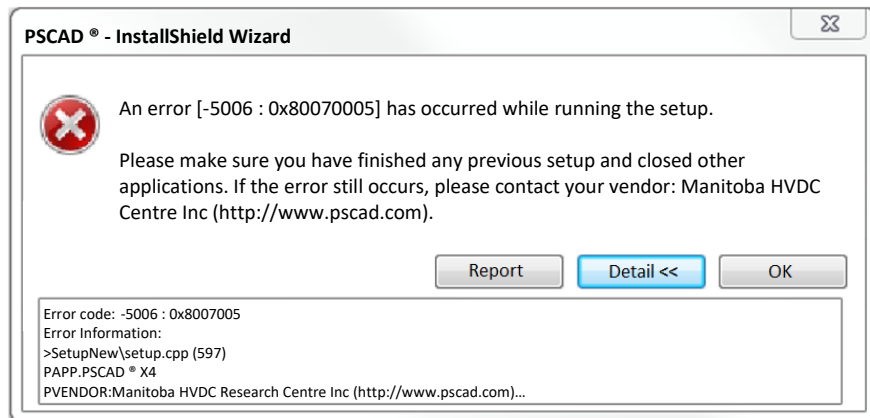 PSCAD ® - InstallShield Wizard
An error [-5006 : 0x80070005] has occurred while running the setup.
Please make sure you have finished any previous setup and closed other
applications. If the error still occurs, please contact your vendor: Manitoba HVDC
Centre Inc (http://www.pscad.com).
Report
Detail <<
OK
Error code: -5006 : 0x8007005
Error Information:
>SetupNew\setup.cpp (597)
PAPP.PSCAD ® X4
PVENDOR:Manitoba HVDC Research Centre Inc (http://www.pscad.com)…